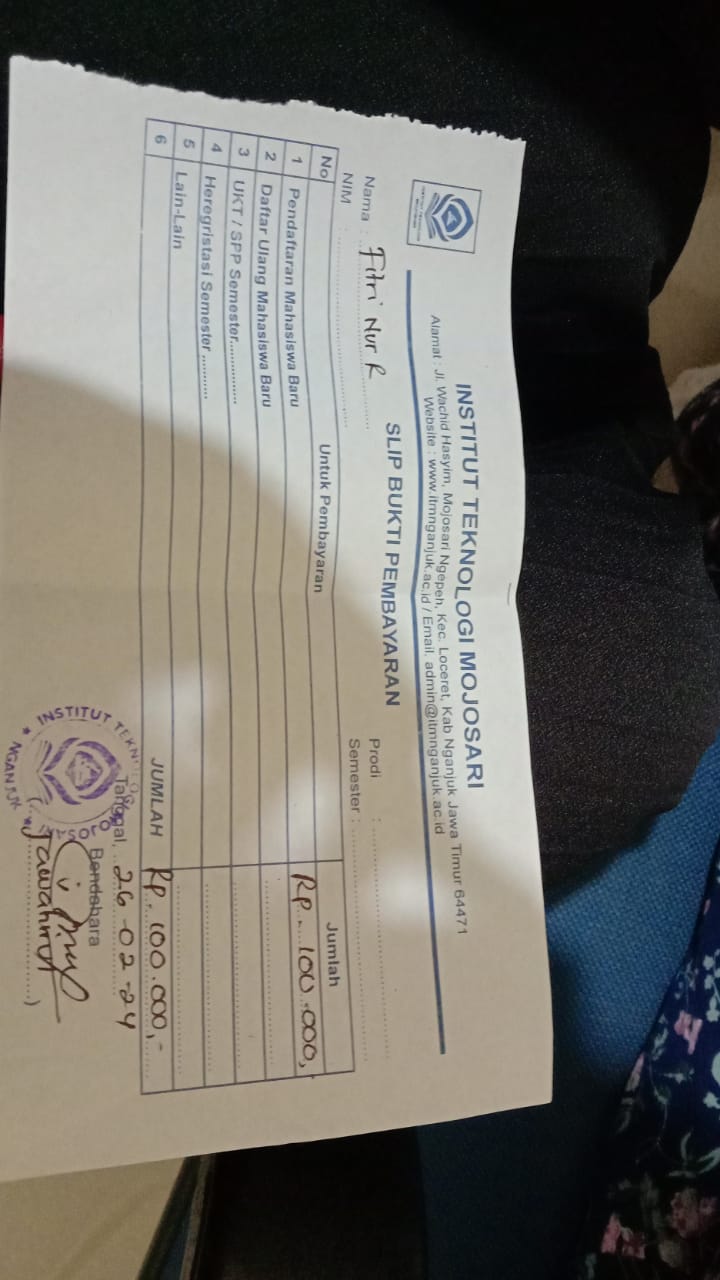 INSTITUT TEKNOLOGI MOJOSARI
Alamat : Jl. Wachid Hasyim, Mojosari Ngepeh, Kec. Loceret, Kab Nganjuk Jawa Timur 64471
Website : www.itmnganjuk.ac.id / Email. admin@itmnganjuk.ac.id
SLIP BUKTI PEMBAYARAN
Nama : Fitri Nur R Prodi :
NIM : Semester :
No Untuk Pembayaran Jumlah
1 Pendaftaran Mahasiswa Baru Rp. 100.000,-
2 Daftar Ulang Mahasiswa Baru
3 UKT / SPP Semester..............
4 Heregristasi Semester ...........
5 Lain-Lain
6 JUMLAH Rp. 100.000,-
Tanggal, 26-02-24
Bendahara
INSTITUT TEKNOLOGI
NGANJUK